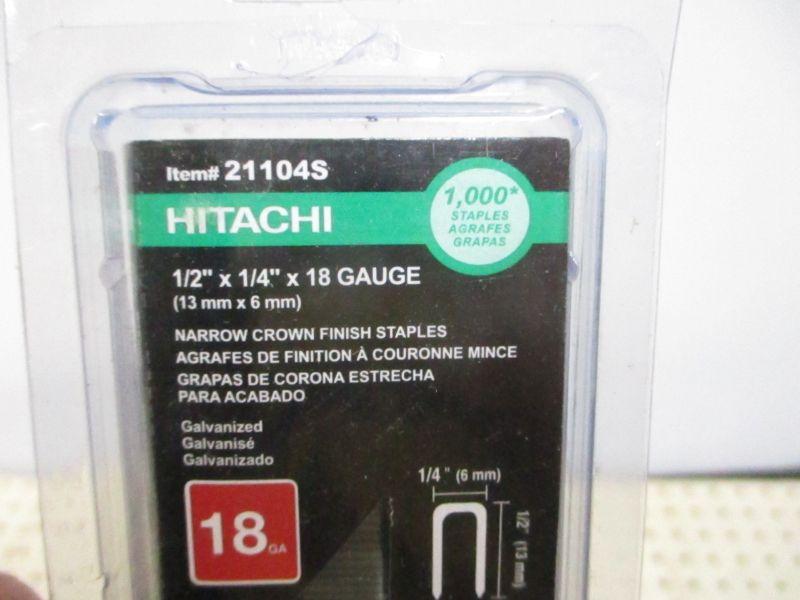 Item# 21104S
HITACHI
1,000*
STAPLES
AGRAFES
GRAPAS
1/2" x 1/4" x 18 GAUGE
(13 mm x 6 mm)
NARROW CROWN FINISH STAPLES
AGRAFES DE FINITION À COURONNE MINCE
GRAPAS DE CORONA ESTRECHA
PARA ACABADO
Galvanized
Galvanisé
Galvanizado
18 GA
1/4" (6 mm)
1/2" (13 mm)